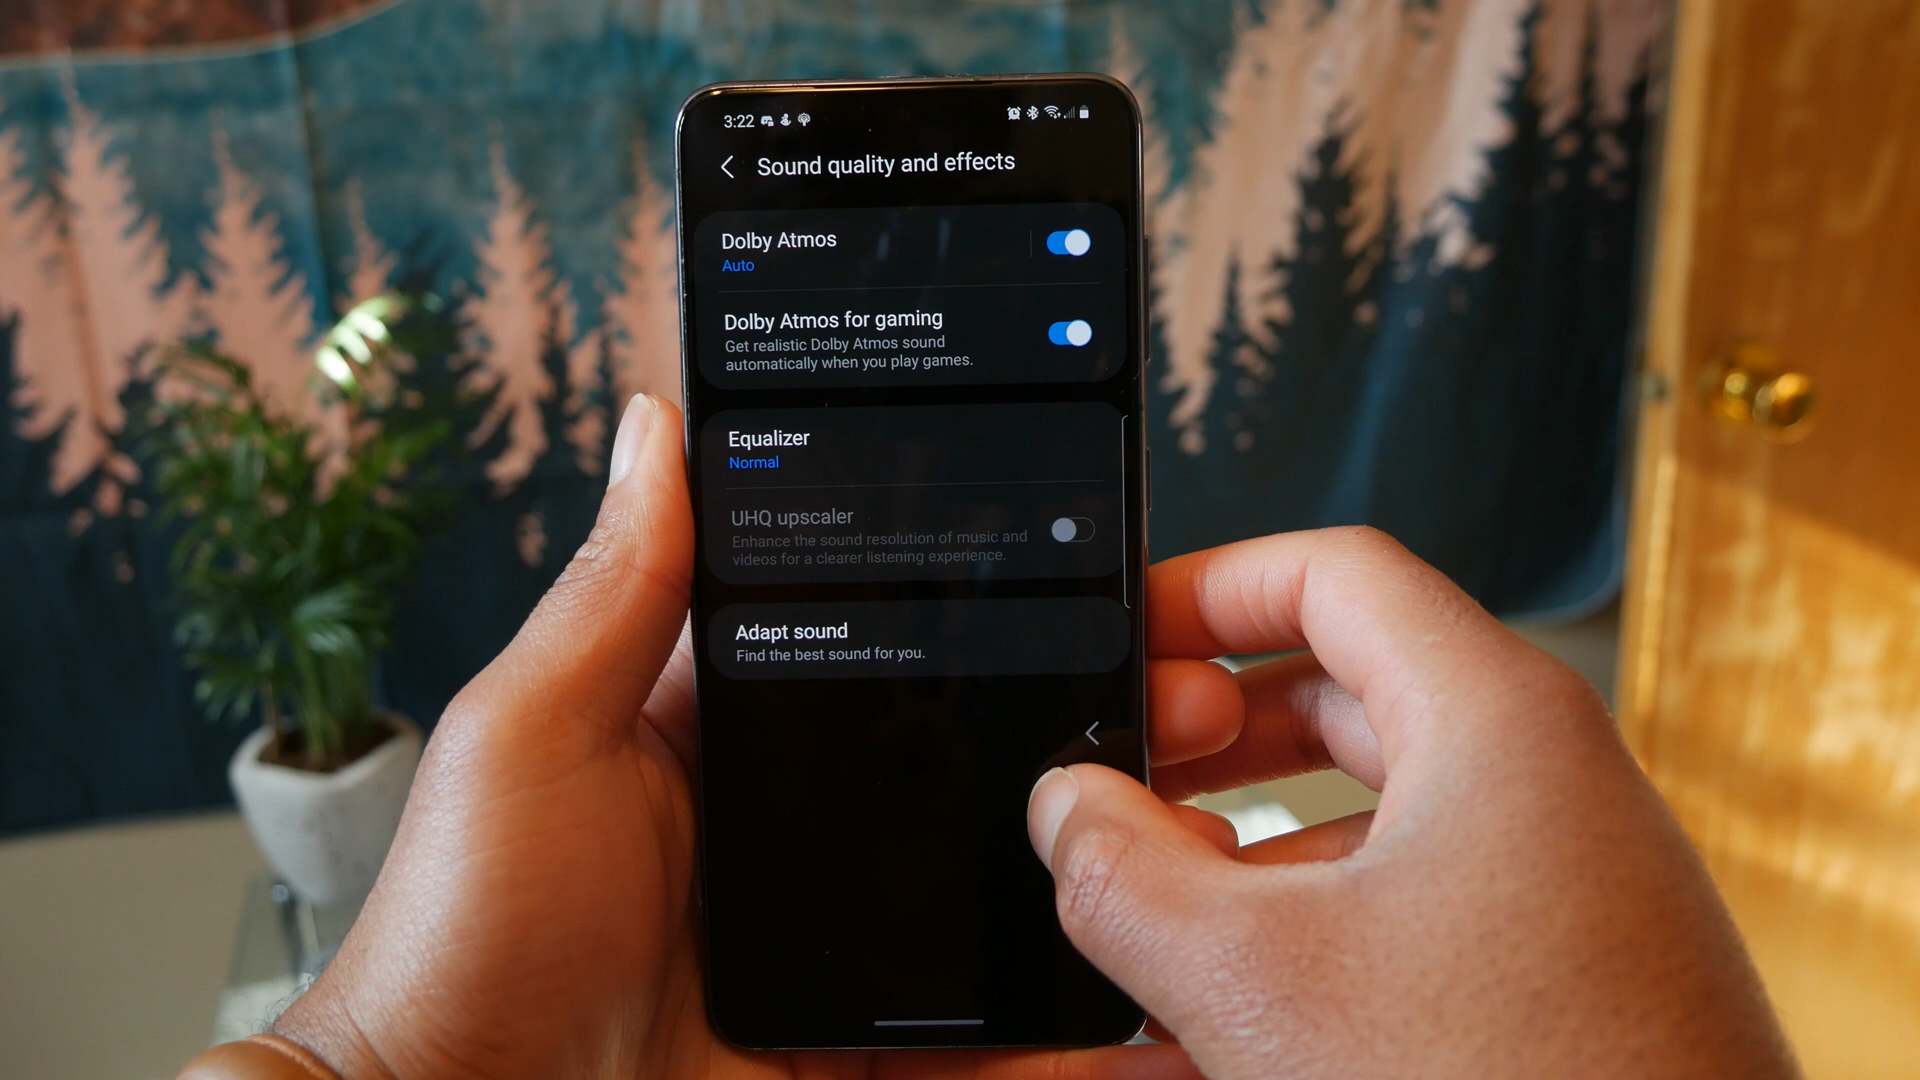 3:22
Sound quality and effects
Dolby Atmos
Auto
Dolby Atmos for gaming
Get realistic Dolby Atmos sound
automatically when you play games.
Equalizer
Normal
UHQ upscaler
Enhance the sound resolution of music and
videos for a clearer listening experience.
Adapt sound
Find the best sound for you.